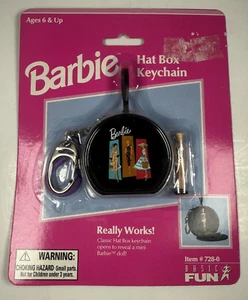 Ages 6 & Up
Barbie
Hat Box
Keychain
Barbie
Really Works!
Classic Hat Box keychain
opens to reveal a mini
Barbie™ doll!
WARNING:
CHOKING HAZARD-Small parts.
Not for children under 3 years.
Item # 728-0
BASIC
FUN